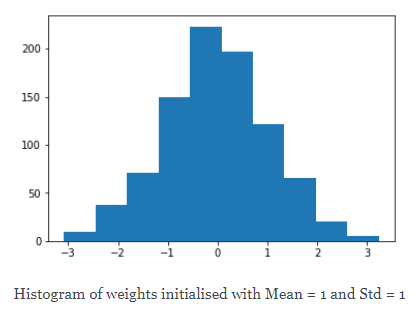 200
150
100
50
0
−3 −2 −1 0 1 2 3
Histogram of weights initialised with Mean = 1 and Std = 1